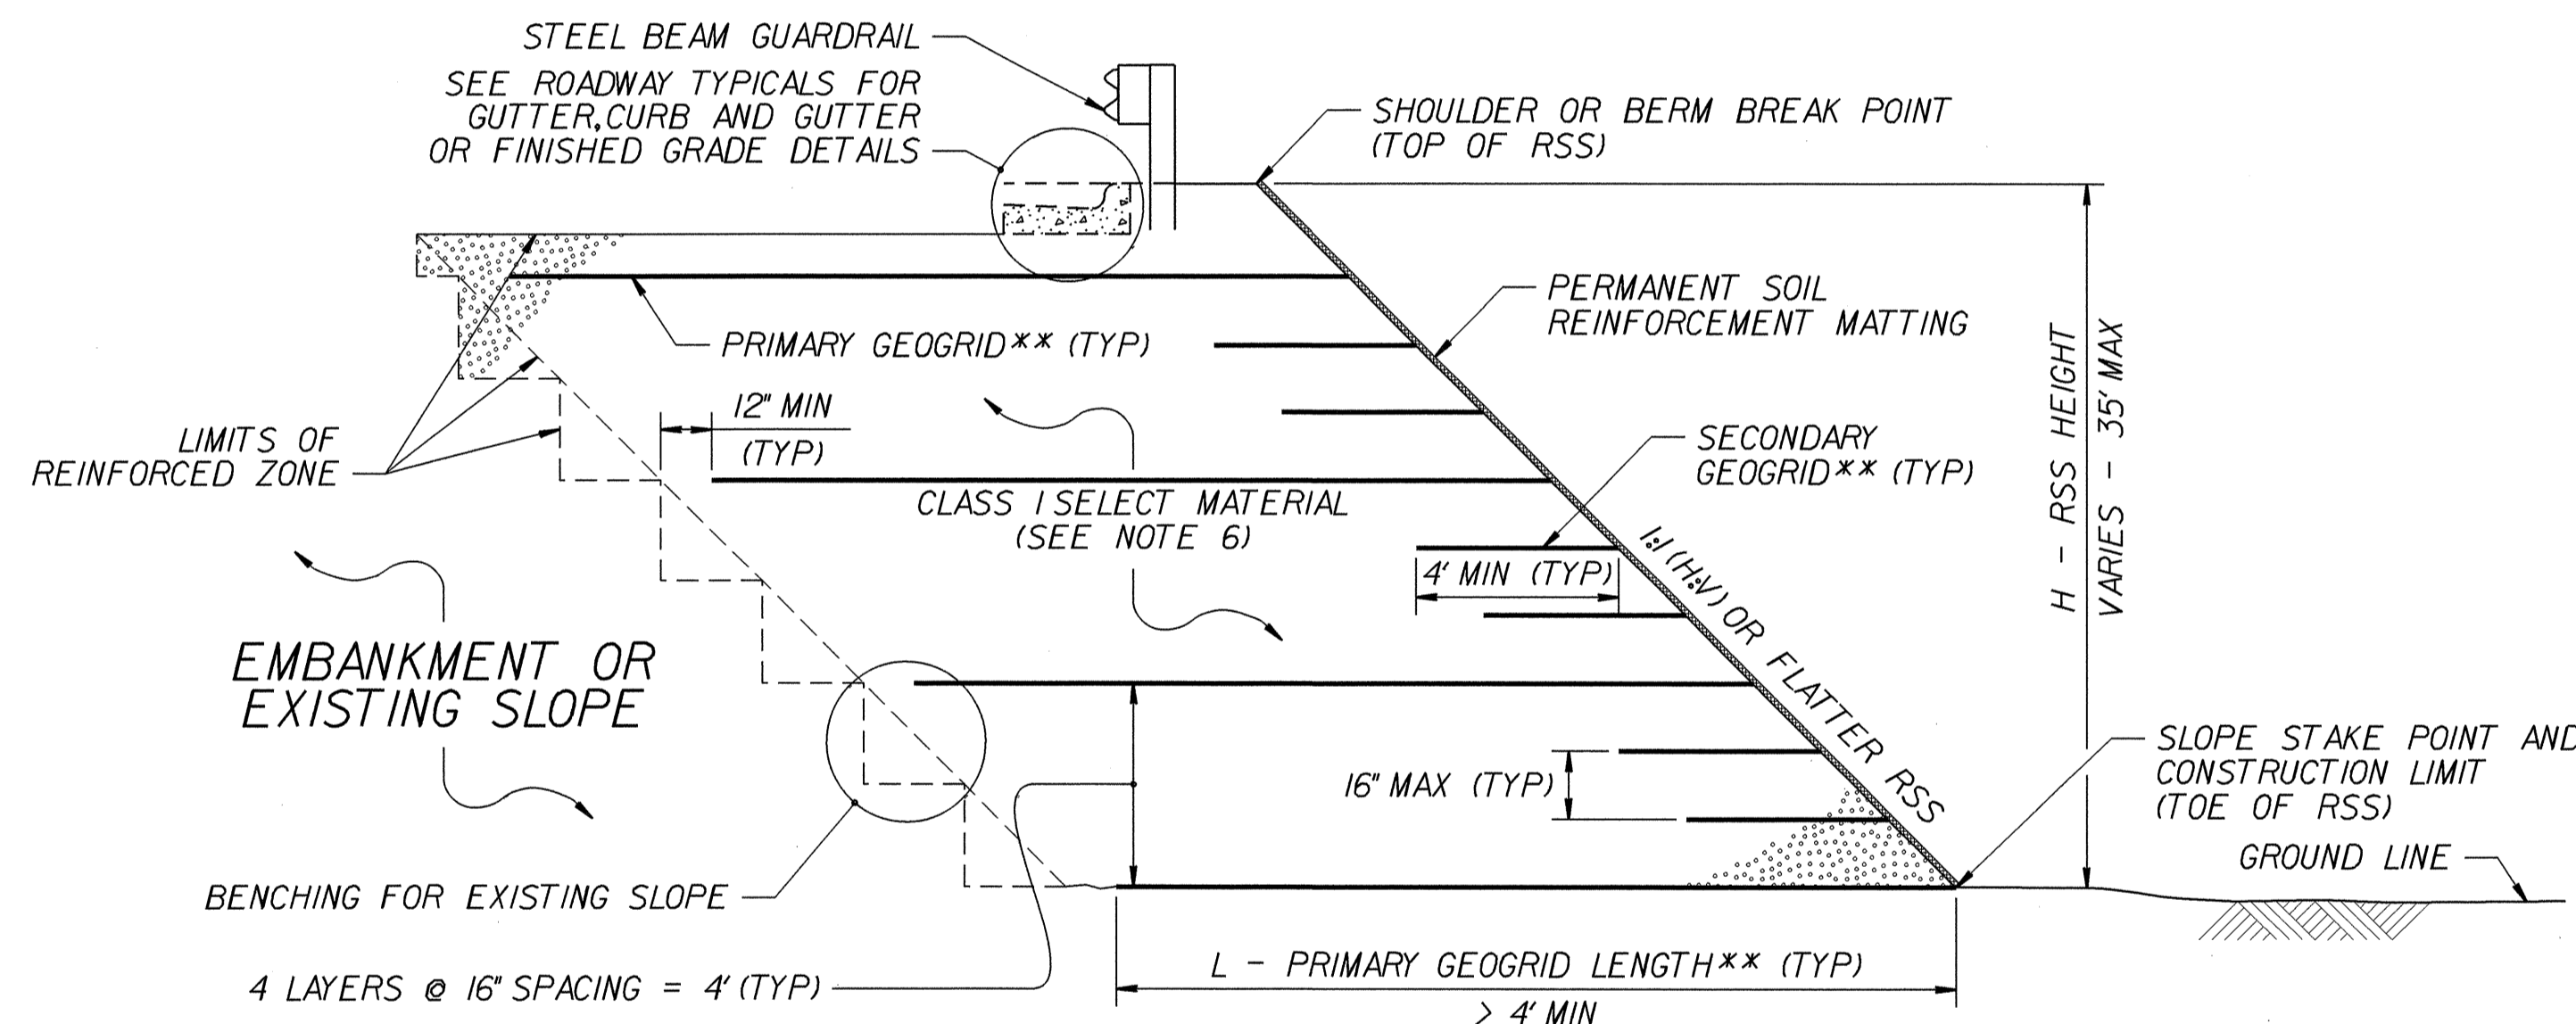 STEEL BEAM GUARDRAIL
SEE ROADWAY TYPICALS FOR
GUTTER, CURB AND GUTTER
OR FINISHED GRADE DETAILS
SHOULDER OR BERM BREAK POINT
(TOP OF RSS)
PERMANENT SOIL
REINFORCEMENT MATTING
PRIMARY GEOGRID** (TYP)
H - RSS HEIGHT
VARIES - 35' MAX
12" MIN
(TYP)
LIMITS OF
REINFORCED ZONE
SECONDARY
GEOGRID** (TYP)
CLASS I SELECT MATERIAL
(SEE NOTE 6)
4' MIN (TYP)
1:1 (H:V) OR FLATTER RSS
EMBANKMENT OR
EXISTING SLOPE
16" MAX (TYP)
SLOPE STAKE POINT AND
CONSTRUCTION LIMIT
(TOE OF RSS)
GROUND LINE
BENCHING FOR EXISTING SLOPE
4 LAYERS @ 16" SPACING = 4' (TYP)
L - PRIMARY GEOGRID LENGTH** (TYP)
> 4' MIN